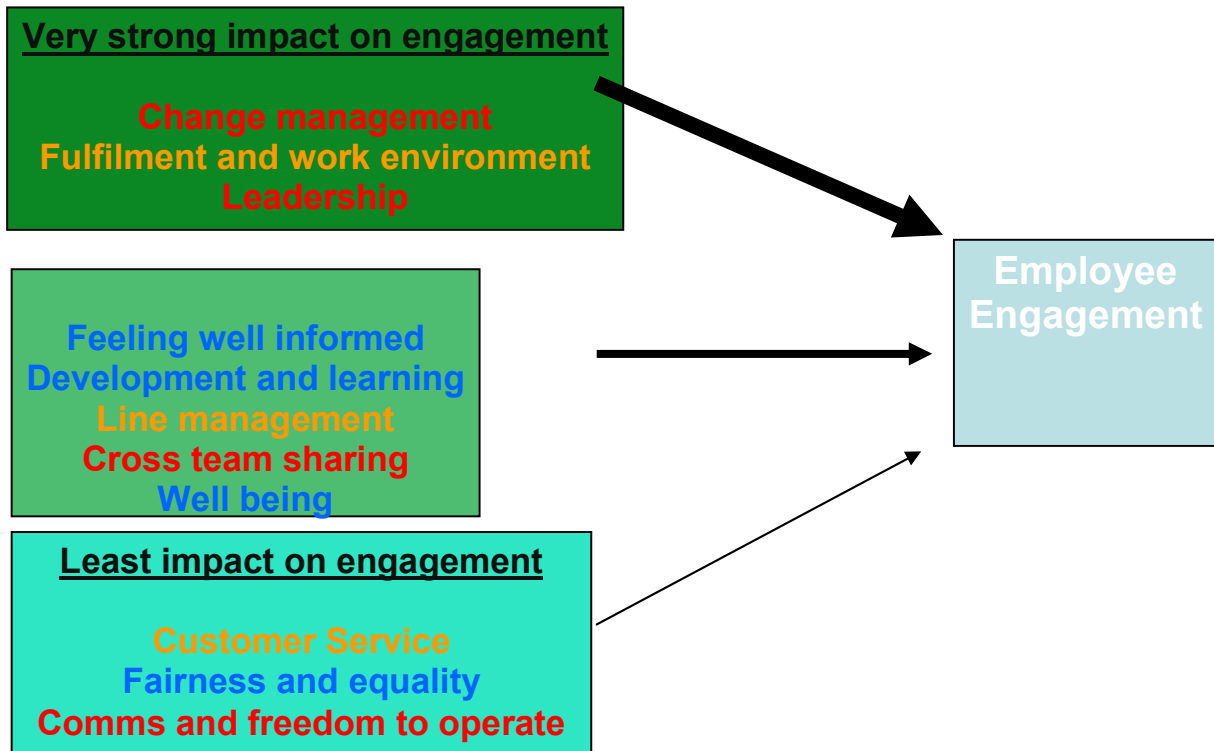 Very strong impact on engagement
Change management
Fulfilment and work environment
Leadership
Feeling well informed
Development and learning
Line management
Cross team sharing
Well being
Least impact on engagement
Customer Service
Fairness and equality
Comms and freedom to operate
Employee
Engagement